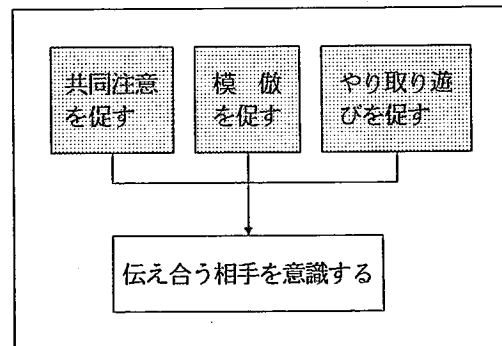 共同注意
を促す
模 倣
を促す
やり取り遊
びを促す
伝え合う相手を意識する